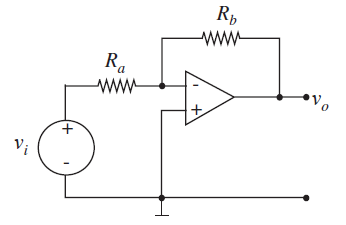 R_b
R_a
-
v_o
+
+
v_i
-